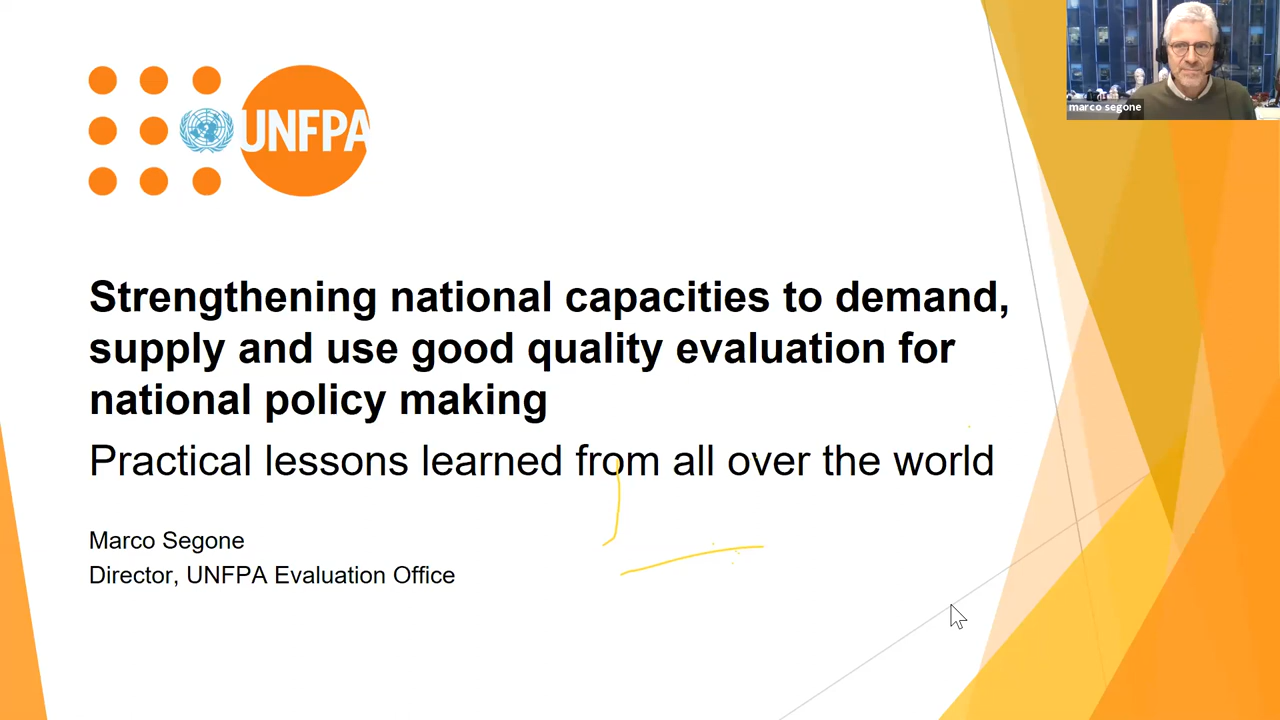 marco segone
UNFPA
Strengthening national capacities to demand,
supply and use good quality evaluation for
national policy making
Practical lessons learned from all over the world
Marco Segone
Director, UNFPA Evaluation Office